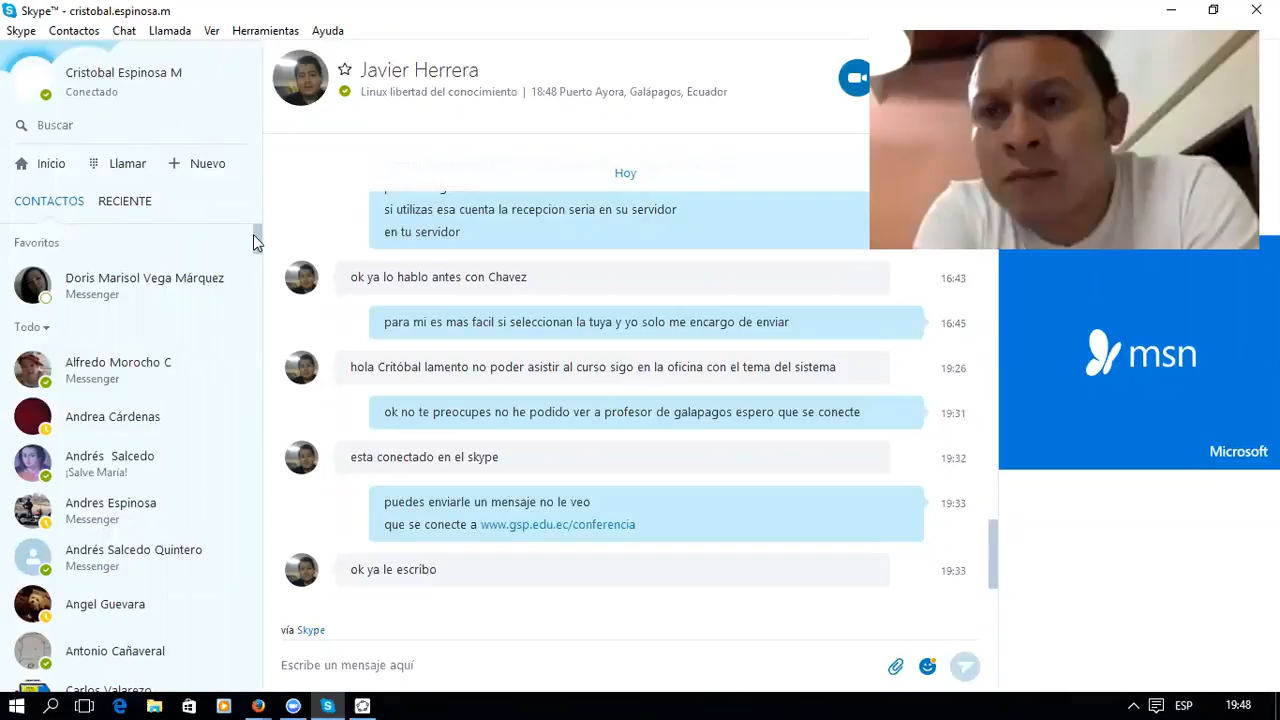 Skype™ - cristobal.espinosa.m
Skype Contactos Chat Llamada Ver Herramientas Ayuda
Cristobal Espinosa M
Conectado
Buscar
Inicio Llamar Nuevo
CONTACTOS RECIENTE
Favoritos
Doris Marisol Vega Márquez
Messenger
Todo
Alfredo Morocho C
Messenger
Andrea Cárdenas
Andrés Salcedo
¡Salve María!
Andres Espinosa
Messenger
Andrés Salcedo Quintero
Messenger
Angel Guevara
Antonio Cañaveral
Carlos Valarezo
Javier Herrera
Linux libertad del conocimiento | 18:48 Puerto Ayora, Galápagos, Ecuador
Hoy
si utilizas esa cuenta la recepcion seria en su servidor
en tu servidor
ok ya lo hablo antes con Chavez 16:43
para mi es mas facil si seleccionan la tuya y yo solo me encargo de enviar 16:45
hola Critóbal lamento no poder asistir al curso sigo en la oficina con el tema del sistema 19:26
ok no te preocupes no he podido ver a profesor de galapagos espero que se conecte 19:31
esta conectado en el skype 19:32
puedes enviarle un mensaje no le veo 19:33
que se conecte a www.gsp.edu.ec/conferencia
ok ya le escribo 19:33
vía Skype
Escribe un mensaje aquí
msn
Microsoft
ESP 19:48